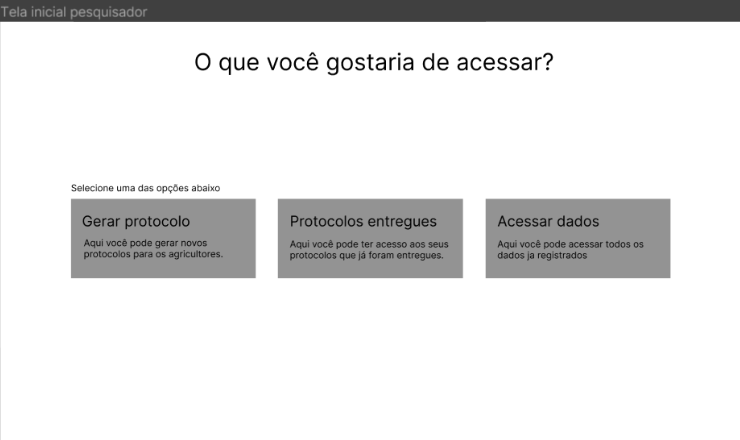 Tela inicial pesquisador
O que você gostaria de acessar?
Selecione uma das opções abaixo
Gerar protocolo
Aqui você pode gerar novos
protocolos para os agricultores.
Protocolos entregues
Aqui você pode ter acesso aos seus
protocolos que já foram entregues.
Acessar dados
Aqui você pode acessar todos os
dados ja registrados